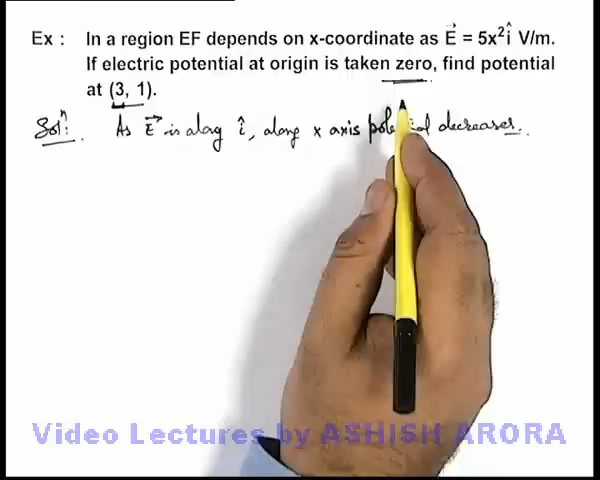 Ex : In a region EF depends on x-coordinate as E⃗ = 5x²î V/m.
If electric potential at origin is taken zero, find potential
at (3, 1).
Solⁿ: As E⃗ is along î, along x axis potential decreases.
Video Lectures by ASHISH ARORA